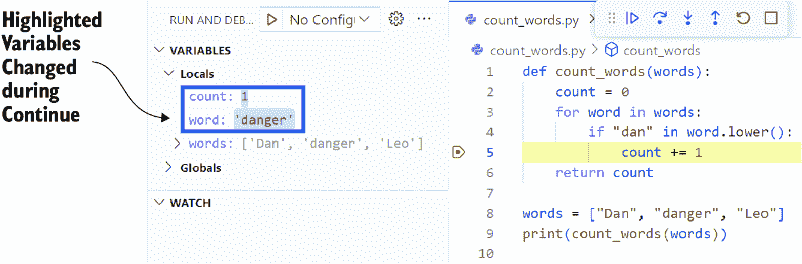 Highlighted
Variables
Changed
during
Continue
RUN AND DEB... No Config
VARIABLES
Locals
count: 1
word: 'danger'
words: ['Dan', 'danger', 'Leo']
Globals
WATCH
count_words.py
count_words.py > count_words
1 def count_words(words):
2 count = 0
3 for word in words:
4 if "dan" in word.lower():
5 count += 1
6 return count
7
8 words = ["Dan", "danger", "Leo"]
9 print(count_words(words))
10